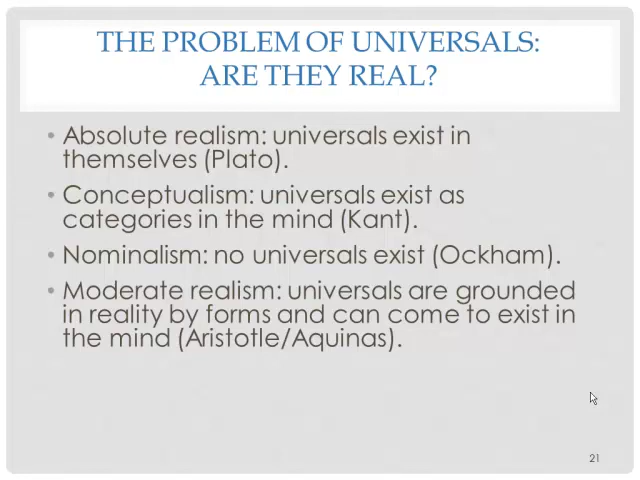 THE PROBLEM OF UNIVERSALS:
ARE THEY REAL?
• Absolute realism: universals exist in
themselves (Plato).
• Conceptualism: universals exist as
categories in the mind (Kant).
• Nominalism: no universals exist (Ockham).
• Moderate realism: universals are grounded
in reality by forms and can come to exist in
the mind (Aristotle/Aquinas).
21